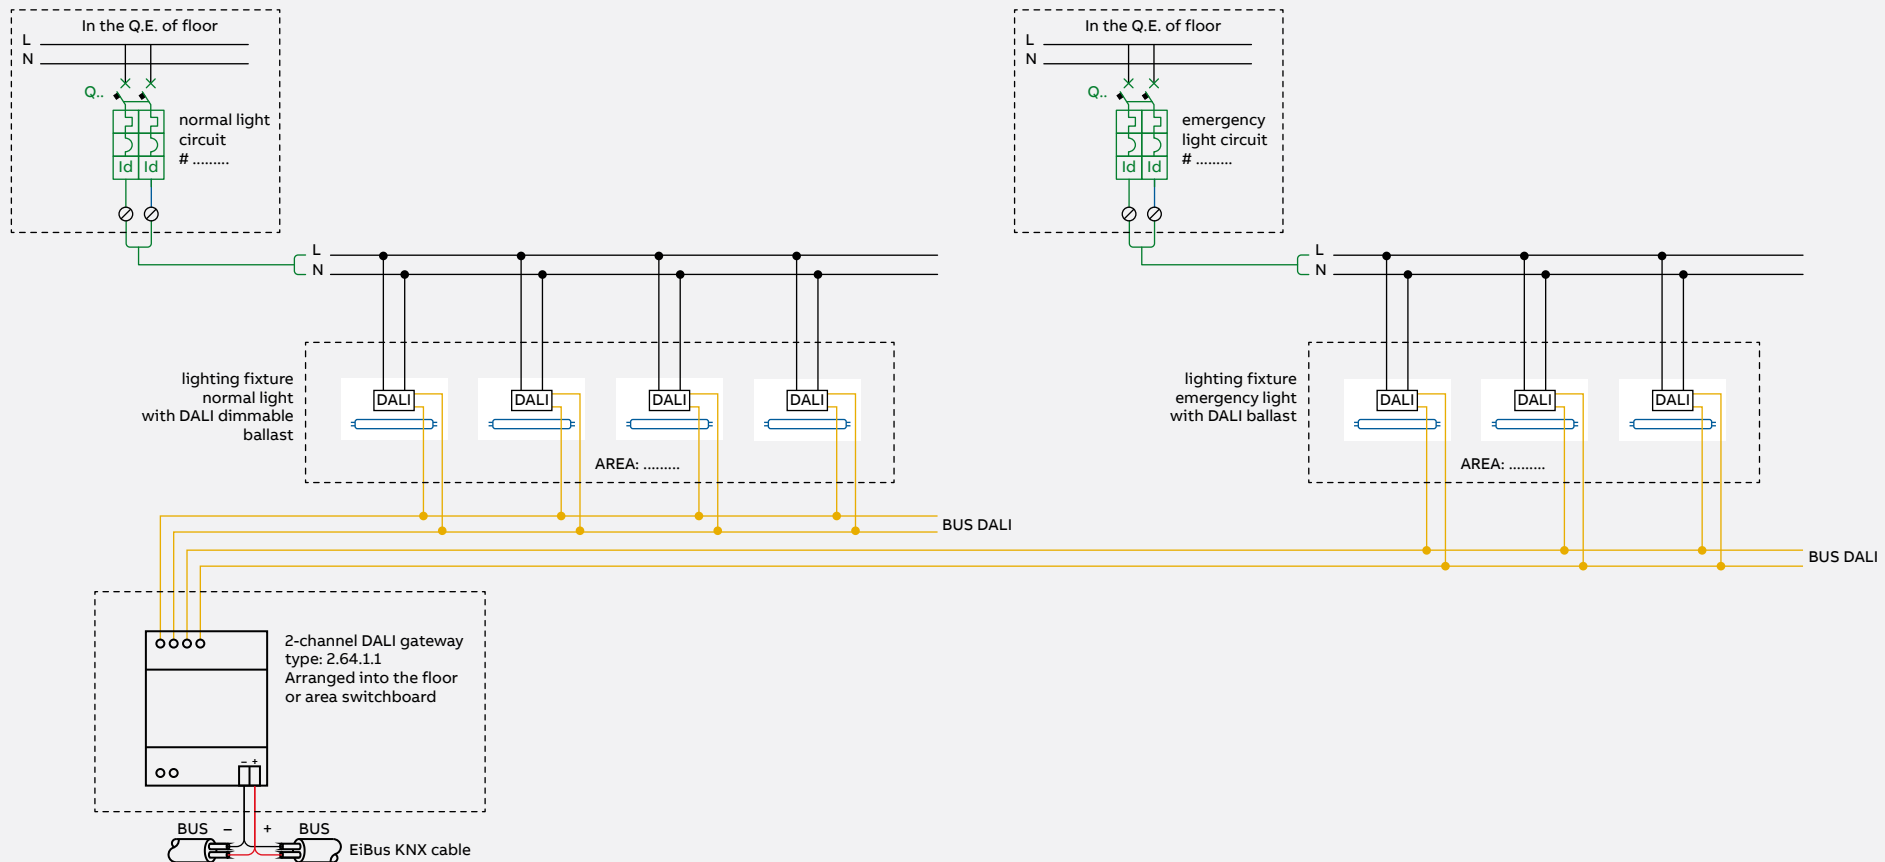 In the Q.E. of floor
L
N
Q..
normal light
circuit
# .........
Id Id
In the Q.E. of floor
L
N
Q..
emergency
light circuit
# .........
Id Id
L
N
L
N
lighting fixture
normal light
with DALI dimmable
ballast
DALI DALI DALI DALI
AREA: .........
lighting fixture
emergency light
with DALI ballast
DALI DALI DALI
AREA: .........
BUS DALI
BUS DALI
2-channel DALI gateway
type: 2.64.1.1
Arranged into the floor
or area switchboard
– +
BUS – + BUS
EiBus KNX cable